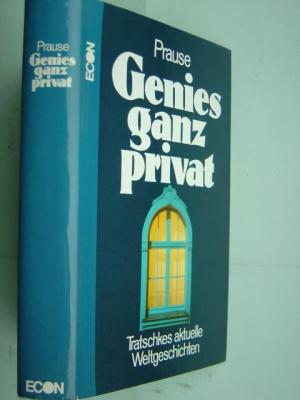 Prause
Genies
ganz
privat
ECON
ECON
Prause
Genies
ganz
privat
Tratschkes aktuelle
Weltgeschichten